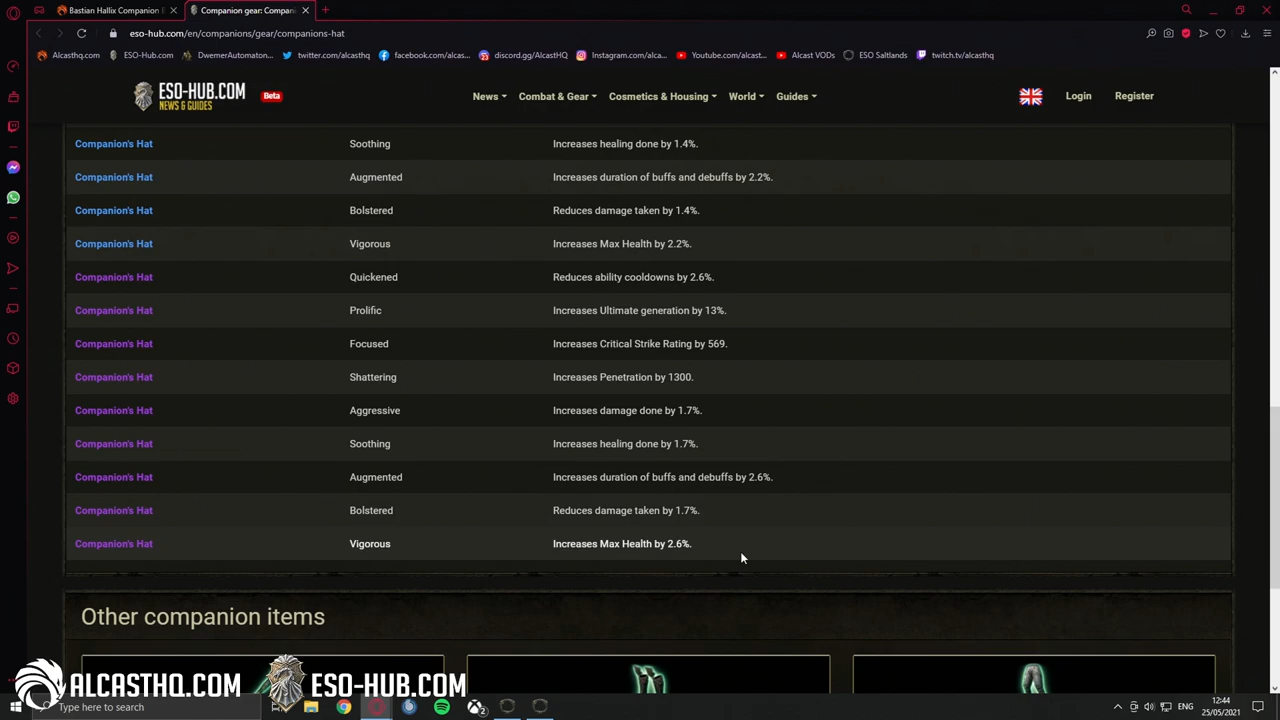 Bastian Hallix Companion
Companion gear: Compani
eso-hub.com/en/companions/gear/companions-hat
Alcasthq.com
ESO-Hub.com
DwemerAutomaton...
twitter.com/alcasthq
facebook.com/alcas...
discord.gg/AlcastHQ
Instagram.com/alca...
Youtube.com/alcast...
Alcast VODs
ESO Saltlands
twitch.tv/alcasthq
ESO-HUB.COM
NEWS & GUIDES
Beta
News
Combat & Gear
Cosmetics & Housing
World
Guides
Login
Register
Companion's Hat Soothing Increases healing done by 1.4%.
Companion's Hat Augmented Increases duration of buffs and debuffs by 2.2%.
Companion's Hat Bolstered Reduces damage taken by 1.4%.
Companion's Hat Vigorous Increases Max Health by 2.2%.
Companion's Hat Quickened Reduces ability cooldowns by 2.6%.
Companion's Hat Prolific Increases Ultimate generation by 13%.
Companion's Hat Focused Increases Critical Strike Rating by 569.
Companion's Hat Shattering Increases Penetration by 1300.
Companion's Hat Aggressive Increases damage done by 1.7%.
Companion's Hat Soothing Increases healing done by 1.7%.
Companion's Hat Augmented Increases duration of buffs and debuffs by 2.6%.
Companion's Hat Bolstered Reduces damage taken by 1.7%.
Companion's Hat Vigorous Increases Max Health by 2.6%.
Other companion items
ALCASTHQ.COM
ESO-HUB.COM
Type here to search
ENG
12:44
25/05/2021